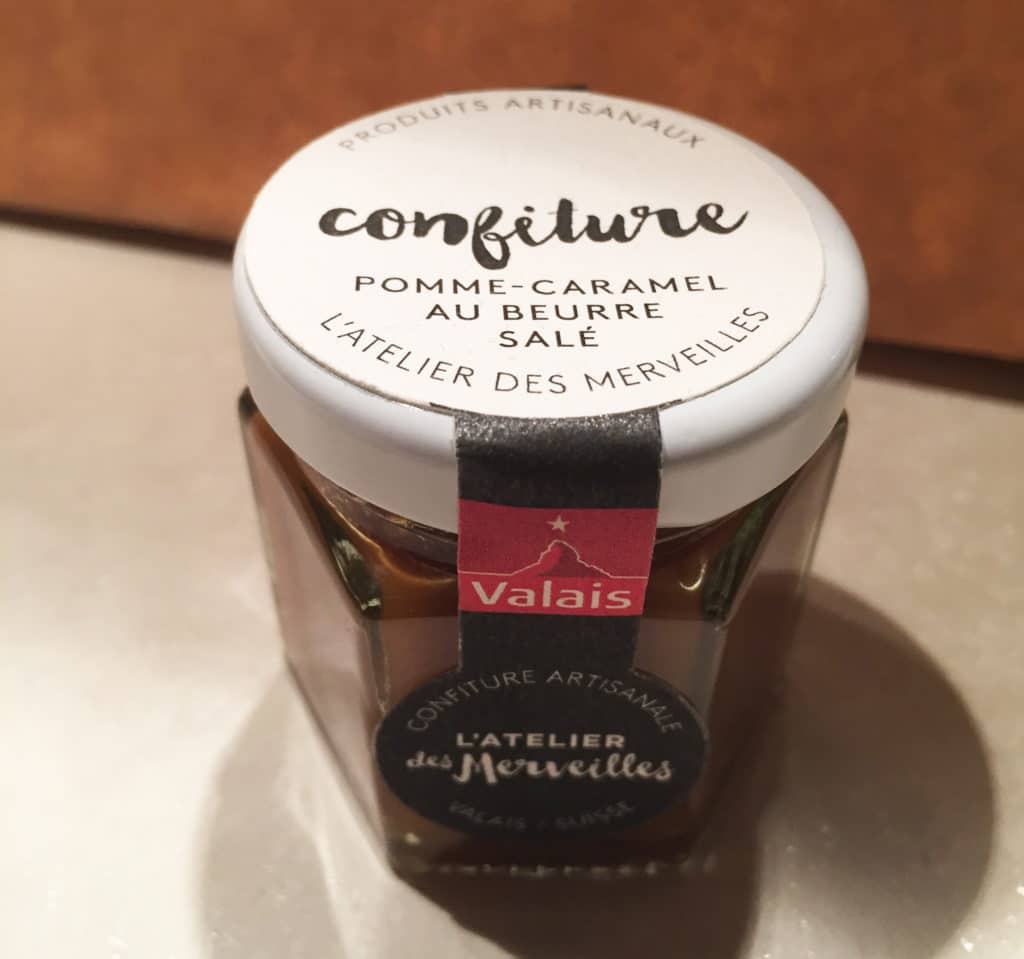 PRODUITS ARTISANAUX
confiture
POMME-CARAMEL
AU BEURRE
SALÉ
L'ATELIER DES MERVEILLES
Valais
CONFITURE ARTISANALE
L'ATELIER
des Merveilles
VALAIS / SUISSE